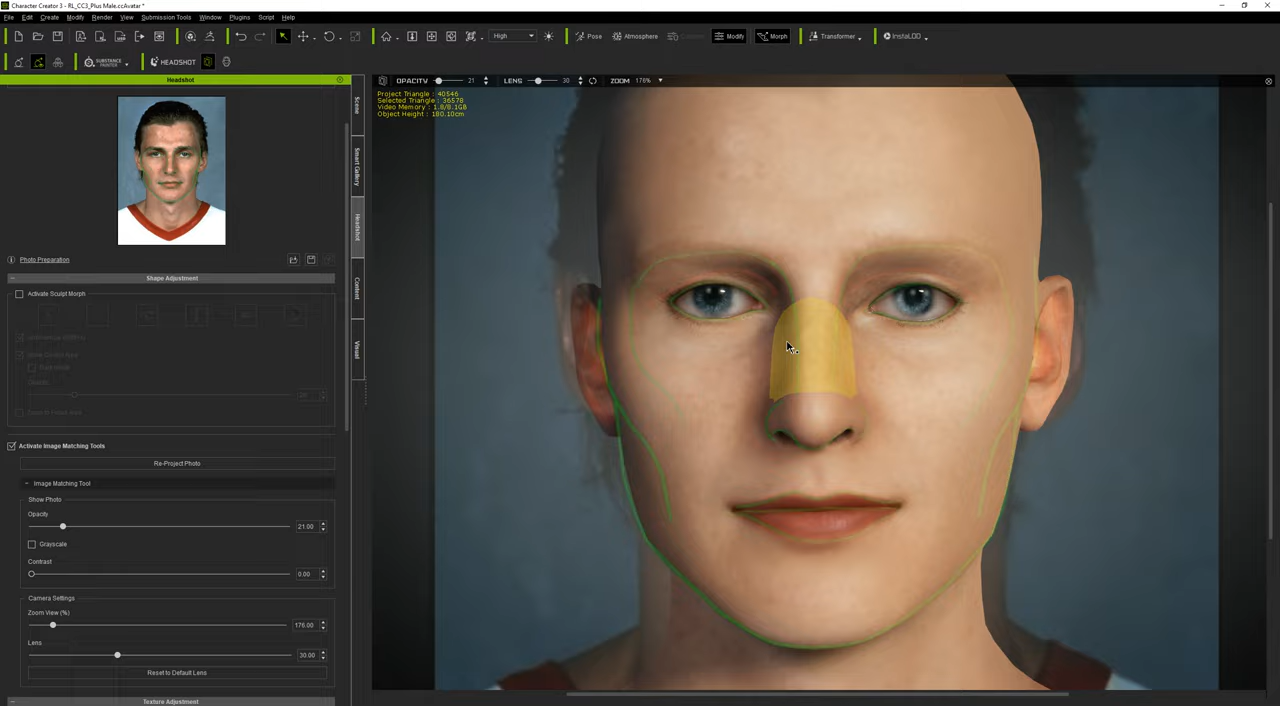 Character Creator 3 - RL_CC3_Plus Male.ccAvatar *
File Edit Create Modify Render View Submission Tools Window Plugins Script Help
High Pose Atmosphere Modify Morph Transformer InstaLOD
SUBSTANCE PAINTER HEADSHOT
Headshot
OPACITY 21 LENS 30 ZOOM 176%
Project Triangle : 40546
Selected Triangle : 36578
Video Memory : 1.8/8.1GB
Object Height : 180.10cm
Scene
Smart Gallery
Headshot
Content
Visual
Photo Preparation
Shape Adjustment
Activate Sculpt Morph
Activate Image Matching Tools
Re-Project Photo
Image Matching Tool
Show Photo
Opacity
21.00
Grayscale
Contrast
0.00
Camera Settings
Zoom View (%)
176.00
Lens
30.00
Reset to Default Lens
Texture Adjustment